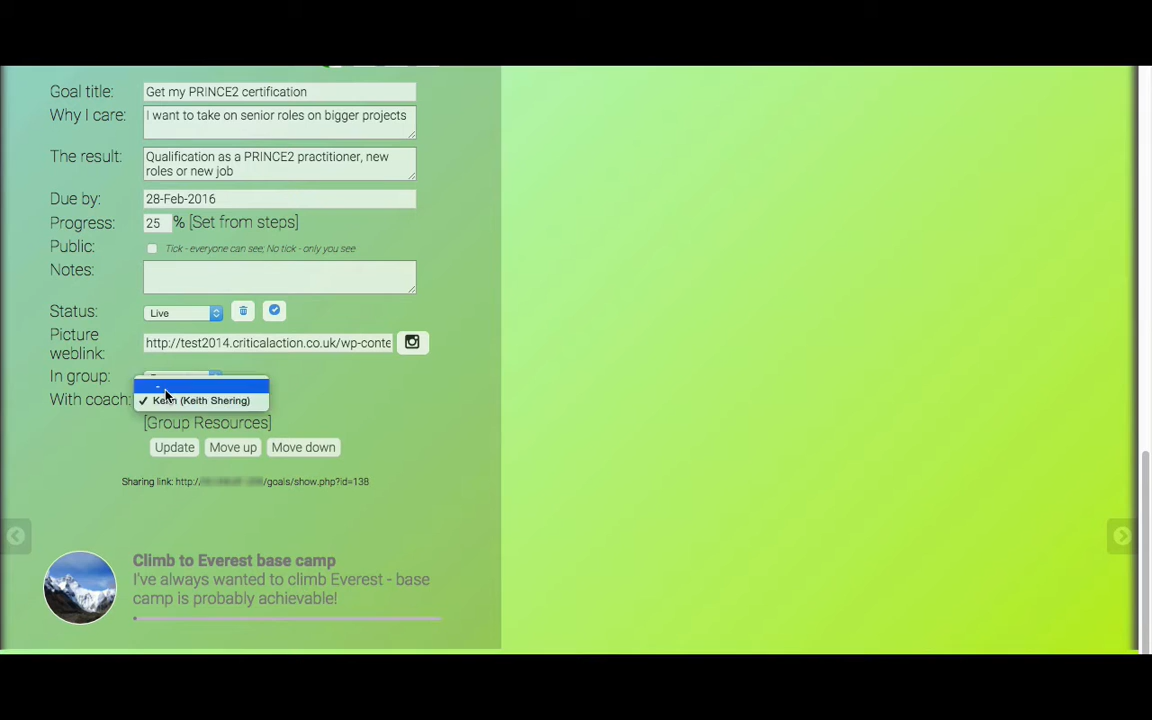 Goal title: Get my PRINCE2 certification
Why I care: I want to take on senior roles on bigger projects
The result: Qualification as a PRINCE2 practitioner, new
roles or new job
Due by: 28-Feb-2016
Progress: 25 % [Set from steps]
Public: Tick - everyone can see; No tick - only you see
Notes:
Status: Live
Picture
weblink: http://test2014.criticalaction.co.uk/wp-conte
In group:
-
With coach: ✓ Keith (Keith Shering)
[Group Resources]
Update Move up Move down
Sharing link: http:/ /goals/show.php?id=138
Climb to Everest base camp
I've always wanted to climb Everest - base
camp is probably achievable!